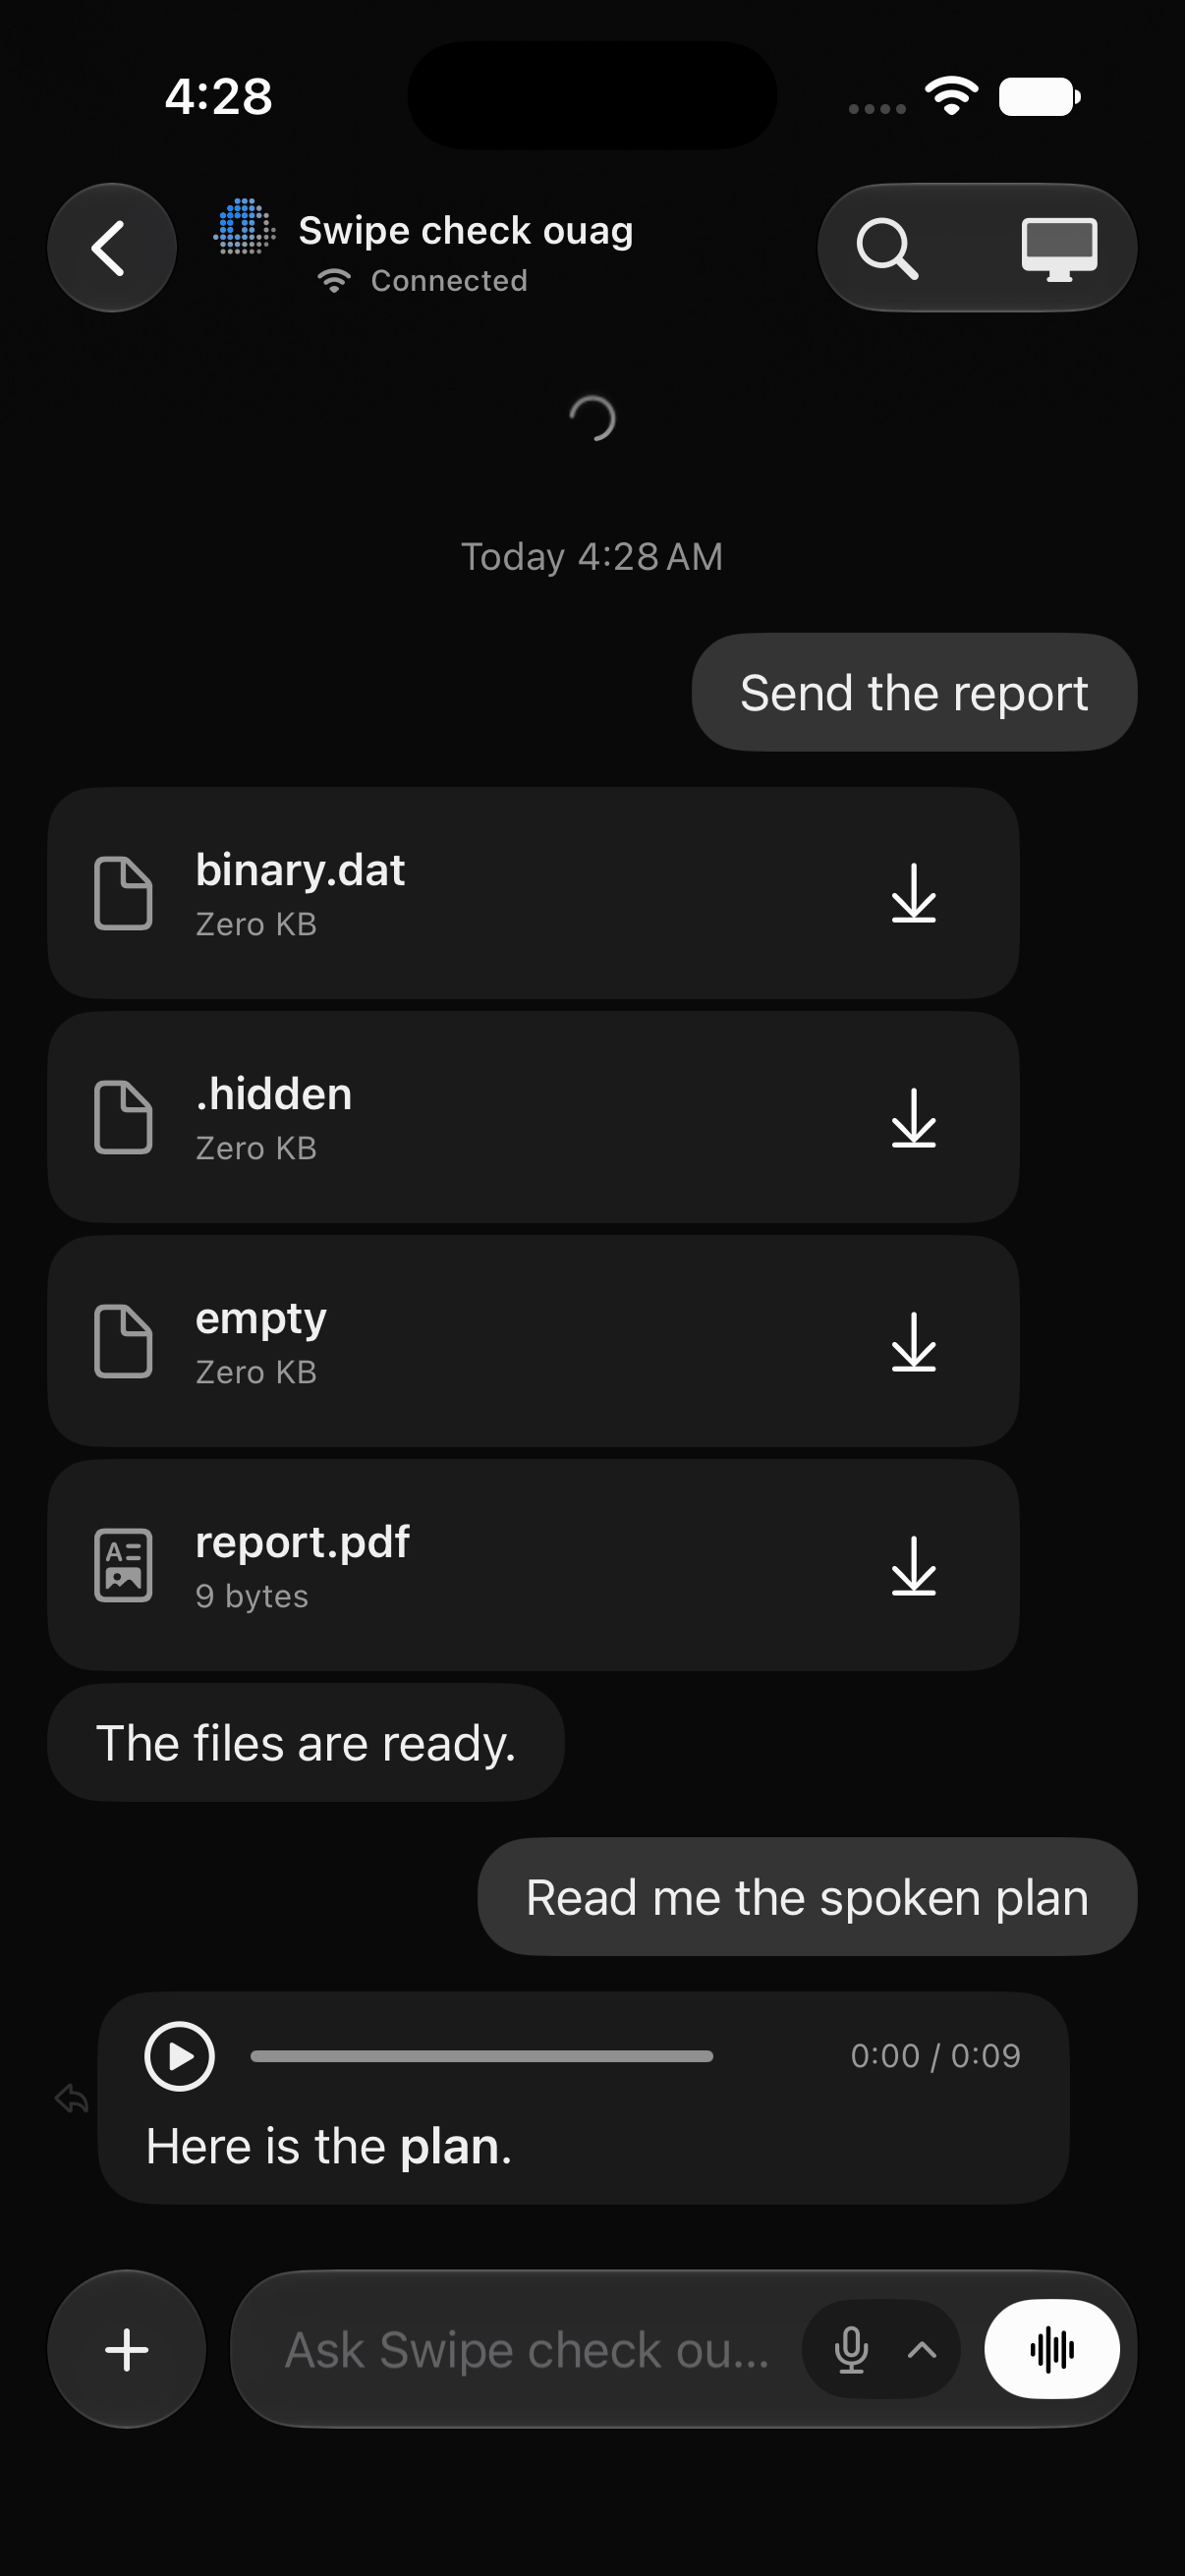 4:28
Swipe check ouag
Connected
Today 4:28 AM
Send the report
binary.dat
Zero KB
.hidden
Zero KB
empty
Zero KB
report.pdf
9 bytes
The files are ready.
Read me the spoken plan
0:00 / 0:09
Here is the plan.
Ask Swipe check ou...